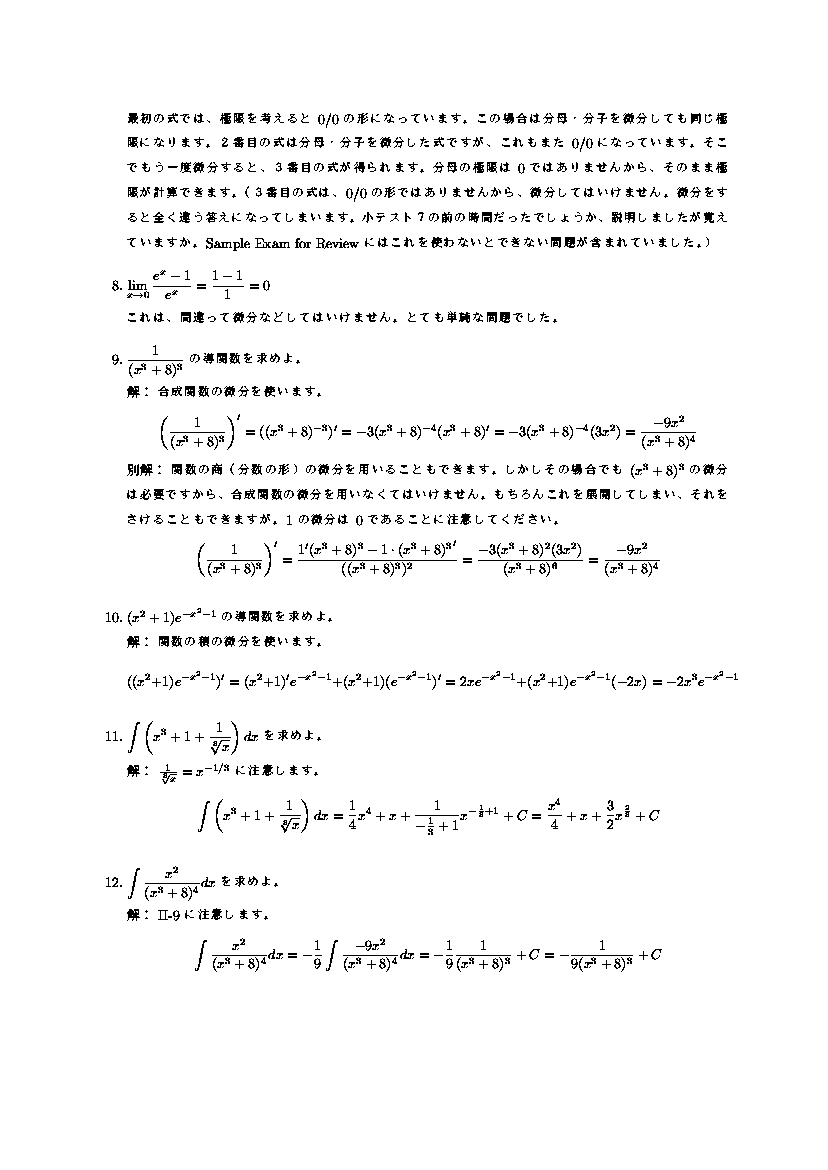 最初の式では、極限を考えると 0/0 の形になっています。この場合は分母・分子を微分しても同じ極
限になります。２番目の式は分母・分子を微分した式ですが、これもまた 0/0 になっています。そこ
でもう一度微分すると、３番目の式が得られます。分母の極限は 0 ではありませんから、そのまま極
限が計算できます。(３番目の式は、0/0 の形ではありませんから、微分してはいけません。微分をす
ると全く違う答えになってしまいます。小テスト７の前の時間だったでしょうか、説明しましたが覚え
ていますか。Sample Exam for Review にはこれを使わないとできない問題が含まれていました。)
8. $\lim_{x \to 0} \frac{e^x - 1}{e^x} = \frac{1-1}{1} = 0$
これは、間違って微分などしてはいけません。とても単純な問題でした。
9. $\frac{1}{(x^3+8)^3}$ の導関数を求めよ。
解： 合成関数の微分を使います。
$\left(\frac{1}{(x^3+8)^3}\right)' = ((x^3+8)^{-3})' = -3(x^3+8)^{-4}(x^3+8)' = -3(x^3+8)^{-4}(3x^2) = \frac{-9x^2}{(x^3+8)^4}$
別解： 関数の商（分数の形）の微分を用いることもできます。しかしその場合でも $(x^3+8)^3$ の微分
は必要ですから、合成関数の微分を用いなくてはいけません。もちろんこれを展開してしまい、それを
さけることもできますが。1 の微分は 0 であることに注意してください。
$\left(\frac{1}{(x^3+8)^3}\right)' = \frac{1'(x^3+8)^3 - 1 \cdot (x^3+8)^{3\prime}}{((x^3+8)^3)^2} = \frac{-3(x^3+8)^2(3x^2)}{(x^3+8)^6} = \frac{-9x^2}{(x^3+8)^4}$
10. $(x^2+1)e^{-x^2-1}$ の導関数を求めよ。
解： 関数の積の微分を使います。
$((x^2+1)e^{-x^2-1})' = (x^2+1)'e^{-x^2-1} + (x^2+1)(e^{-x^2-1})' = 2xe^{-x^2-1} + (x^2+1)e^{-x^2-1}(-2x) = -2x^3e^{-x^2-1}$
11. $\int \left(x^3 + 1 + \frac{1}{\sqrt[3]{x}}\right) dx$ を求めよ。
解： $\frac{1}{\sqrt[3]{x}} = x^{-1/3}$ に注意します。
$\int \left(x^3 + 1 + \frac{1}{\sqrt[3]{x}}\right) dx = \frac{1}{4}x^4 + x + \frac{1}{-\frac{1}{3}+1}x^{-\frac{1}{3}+1} + C = \frac{x^4}{4} + x + \frac{3}{2}x^{\frac{2}{3}} + C$
12. $\int \frac{x^2}{(x^3+8)^4} dx$ を求めよ。
解： II-9 に注意します。
$\int \frac{x^2}{(x^3+8)^4} dx = -\frac{1}{9} \int \frac{-9x^2}{(x^3+8)^4} dx = -\frac{1}{9} \frac{1}{(x^3+8)^3} + C = -\frac{1}{9(x^3+8)^3} + C$